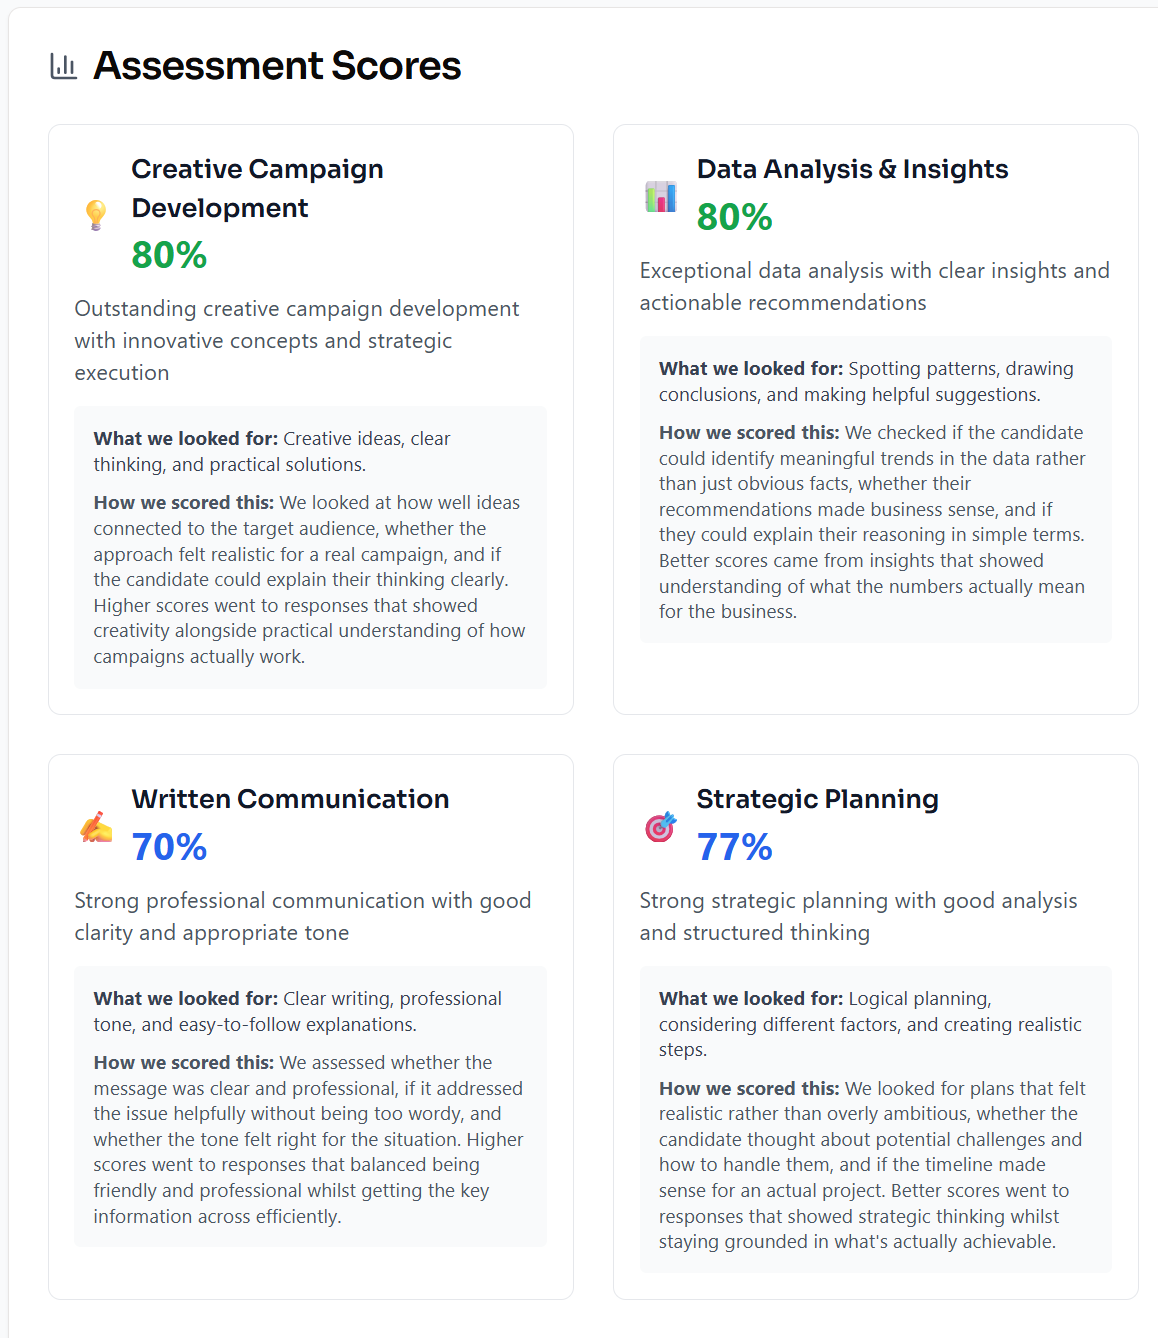 Assessment Scores
Creative Campaign
Development
80%
Outstanding creative campaign development
with innovative concepts and strategic
execution
What we looked for: Creative ideas, clear
thinking, and practical solutions.
How we scored this: We looked at how well ideas
connected to the target audience, whether the
approach felt realistic for a real campaign, and if
the candidate could explain their thinking clearly.
Higher scores went to responses that showed
creativity alongside practical understanding of how
campaigns actually work.
Data Analysis & Insights
80%
Exceptional data analysis with clear insights and
actionable recommendations
What we looked for: Spotting patterns, drawing
conclusions, and making helpful suggestions.
How we scored this: We checked if the candidate
could identify meaningful trends in the data rather
than just obvious facts, whether their
recommendations made business sense, and if
they could explain their reasoning in simple terms.
Better scores came from insights that showed
understanding of what the numbers actually mean
for the business.
Written Communication
70%
Strong professional communication with good
clarity and appropriate tone
What we looked for: Clear writing, professional
tone, and easy-to-follow explanations.
How we scored this: We assessed whether the
message was clear and professional, if it addressed
the issue helpfully without being too wordy, and
whether the tone felt right for the situation. Higher
scores went to responses that balanced being
friendly and professional whilst getting the key
information across efficiently.
Strategic Planning
77%
Strong strategic planning with good analysis
and structured thinking
What we looked for: Logical planning,
considering different factors, and creating realistic
steps.
How we scored this: We looked for plans that felt
realistic rather than overly ambitious, whether the
candidate thought about potential challenges and
how to handle them, and if the timeline made
sense for an actual project. Better scores went to
responses that showed strategic thinking whilst
staying grounded in what's actually achievable.